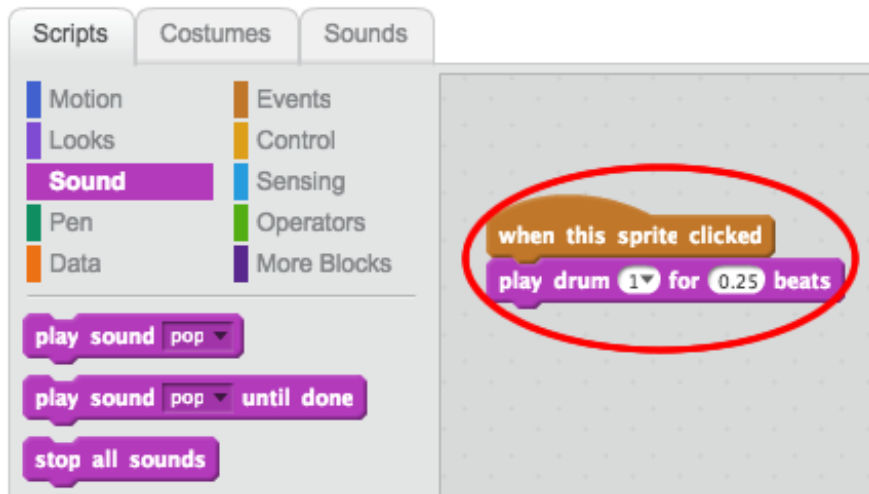 Scripts Costumes Sounds
Motion Events
Looks Control
Sound Sensing
Pen Operators
Data More Blocks
when this sprite clicked
play drum 1 for 0.25 beats
play sound pop
play sound pop until done
stop all sounds